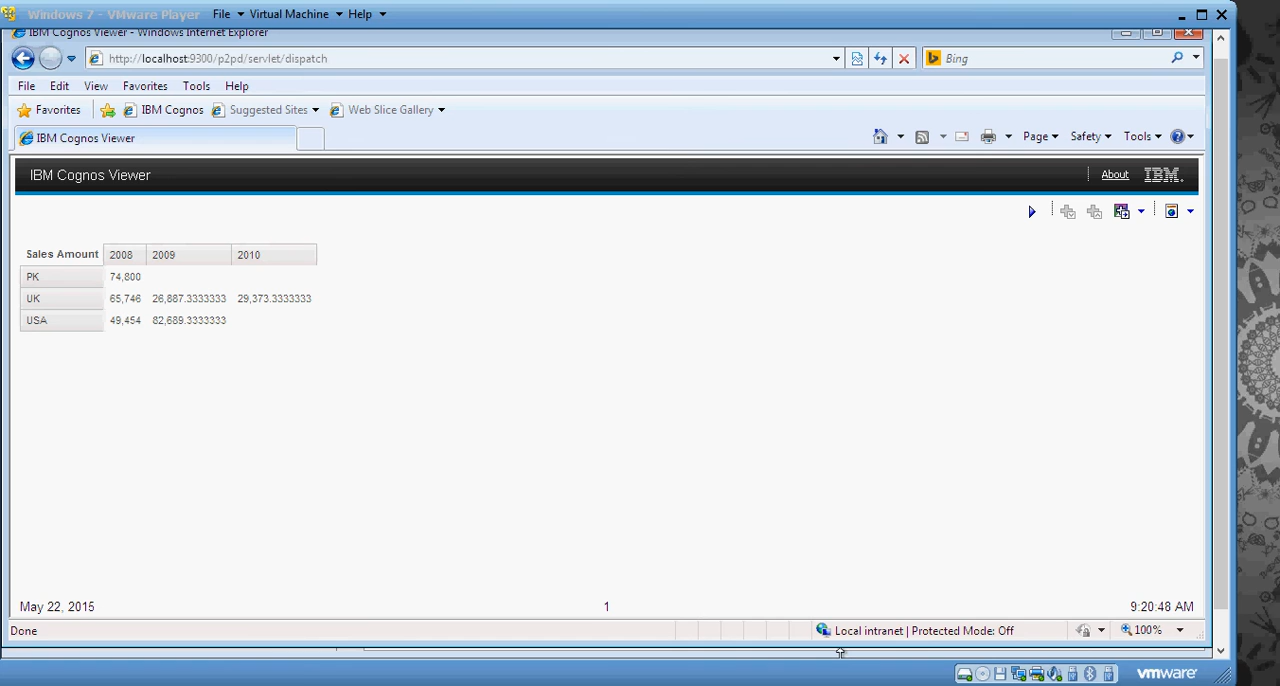 Windows 7 - VMware Player File Virtual Machine Help
IBM Cognos Viewer - Windows Internet Explorer
http://localhost:9300/p2pd/servlet/dispatch Bing
File Edit View Favorites Tools Help
Favorites IBM Cognos Suggested Sites Web Slice Gallery
IBM Cognos Viewer Page Safety Tools
IBM Cognos Viewer About IBM.
Sales Amount 2008 2009 2010
PK 74,800
UK 65,746 26,887.3333333 29,373.3333333
USA 49,454 82,689.3333333
May 22, 2015 1 9:20:48 AM
Done Local intranet | Protected Mode: Off 100%
vmware